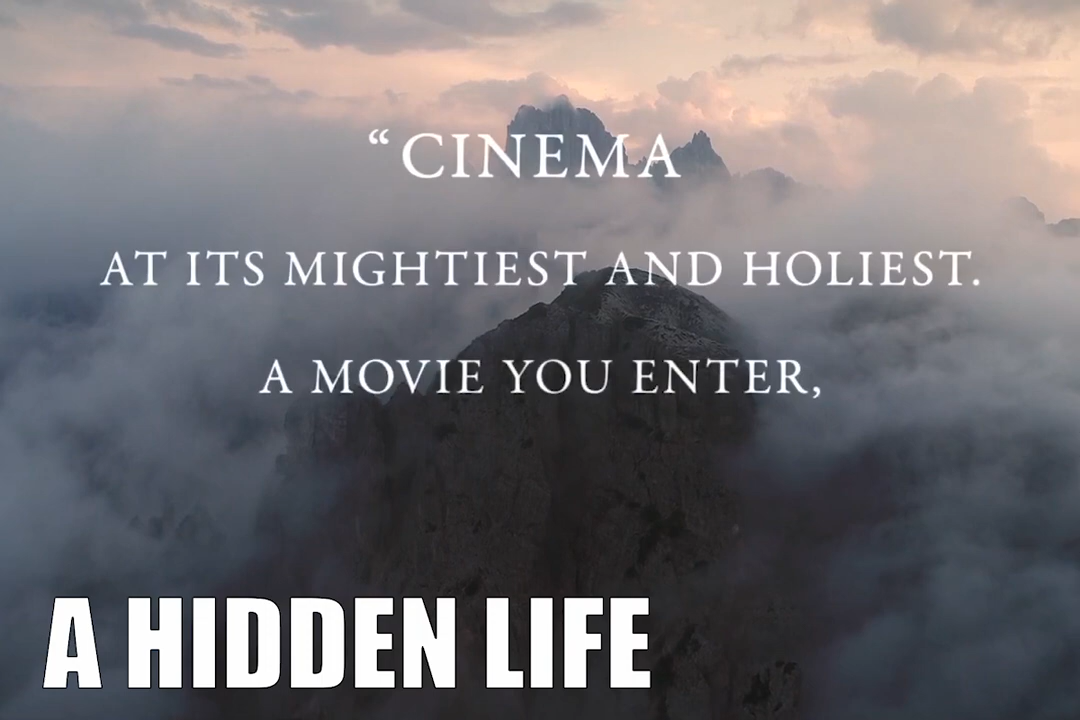 “CINEMA
AT ITS MIGHTIEST AND HOLIEST.
A MOVIE YOU ENTER,
A HIDDEN LIFE